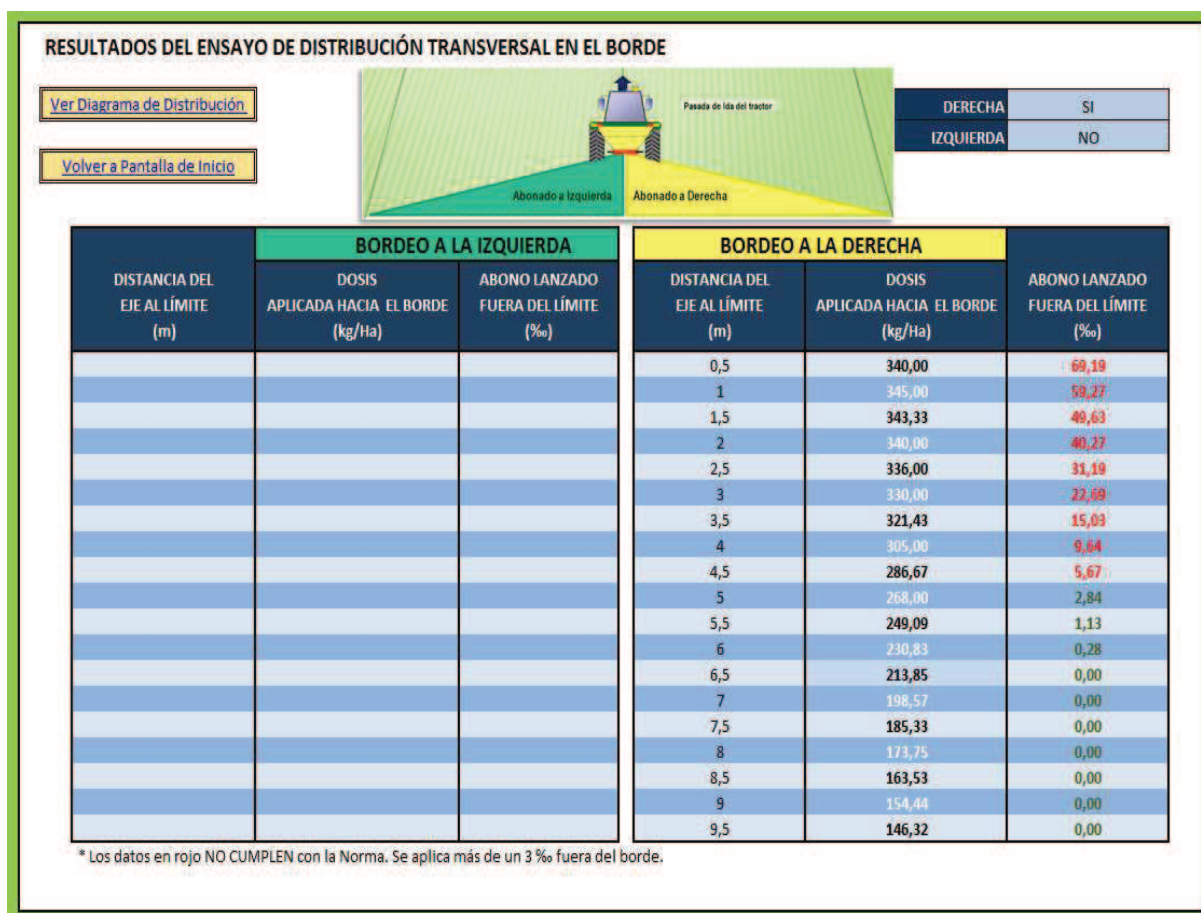 RESULTADOS DEL ENSAYO DE DISTRIBUCIÓN TRANSVERSAL EN EL BORDE
Ver Diagrama de Distribución
Volver a Pantalla de Inicio
Pasada de Ida del tractor
Abonado a Izquierda
Abonado a Derecha
DERECHA SI
IZQUIERDA NO
BORDEO A LA IZQUIERDA
BORDEO A LA DERECHA
DISTANCIA DEL
EJE AL LÍMITE
(m)
DOSIS
APLICADA HACIA EL BORDE
(kg/Ha)
ABONO LANZADO
FUERA DEL LÍMITE
(‰)
DISTANCIA DEL
EJE AL LÍMITE
(m)
DOSIS
APLICADA HACIA EL BORDE
(kg/Ha)
ABONO LANZADO
FUERA DEL LÍMITE
(‰)
0,5 340,00 69,19
1 345,00 59,27
1,5 343,33 49,63
2 340,00 40,27
2,5 336,00 31,19
3 330,00 22,69
3,5 321,43 15,03
4 305,00 9,64
4,5 286,67 5,67
5 268,00 2,84
5,5 249,09 1,13
6 230,83 0,28
6,5 213,85 0,00
7 198,57 0,00
7,5 185,33 0,00
8 173,75 0,00
8,5 163,53 0,00
9 154,44 0,00
9,5 146,32 0,00
* Los datos en rojo NO CUMPLEN con la Norma. Se aplica más de un 3 ‰ fuera del borde.